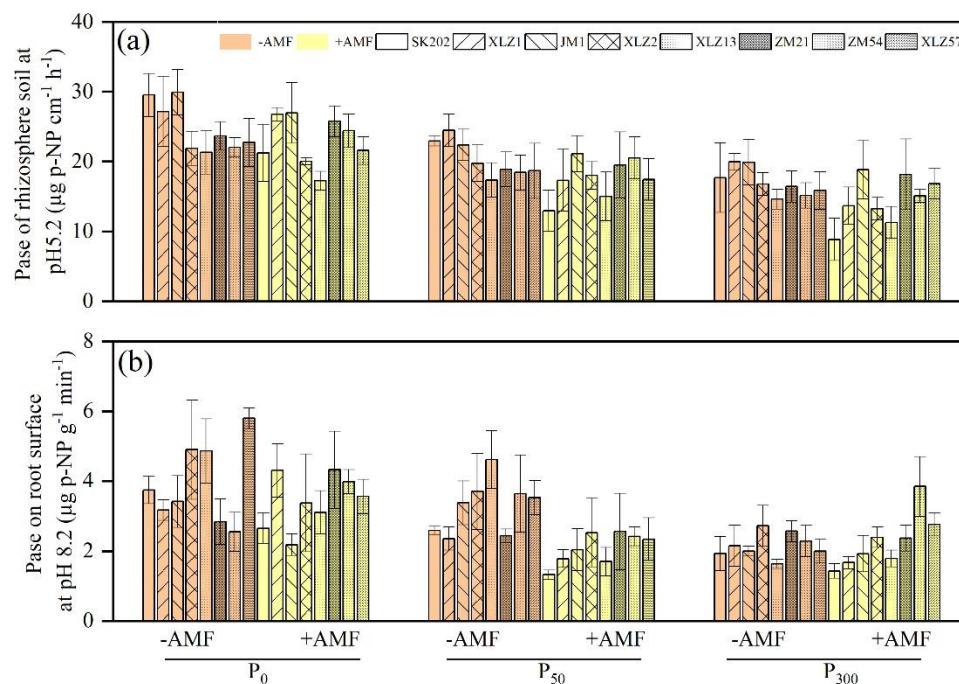 (a)
-AMF +AMF SK202 XLZ1 JM1 XLZ2 XLZ13 ZM21 ZM54 XLZ57
Pase of rhizosphere soil at
pH5.2 (µg p-NP cm⁻¹ h⁻¹)
40
30
20
10
0
(b)
Pase on root surface
at pH 8.2 (µg p-NP g⁻¹ min⁻¹)
8
6
4
2
0
-AMF +AMF -AMF +AMF -AMF +AMF
P₀ P₅₀ P₃₀₀